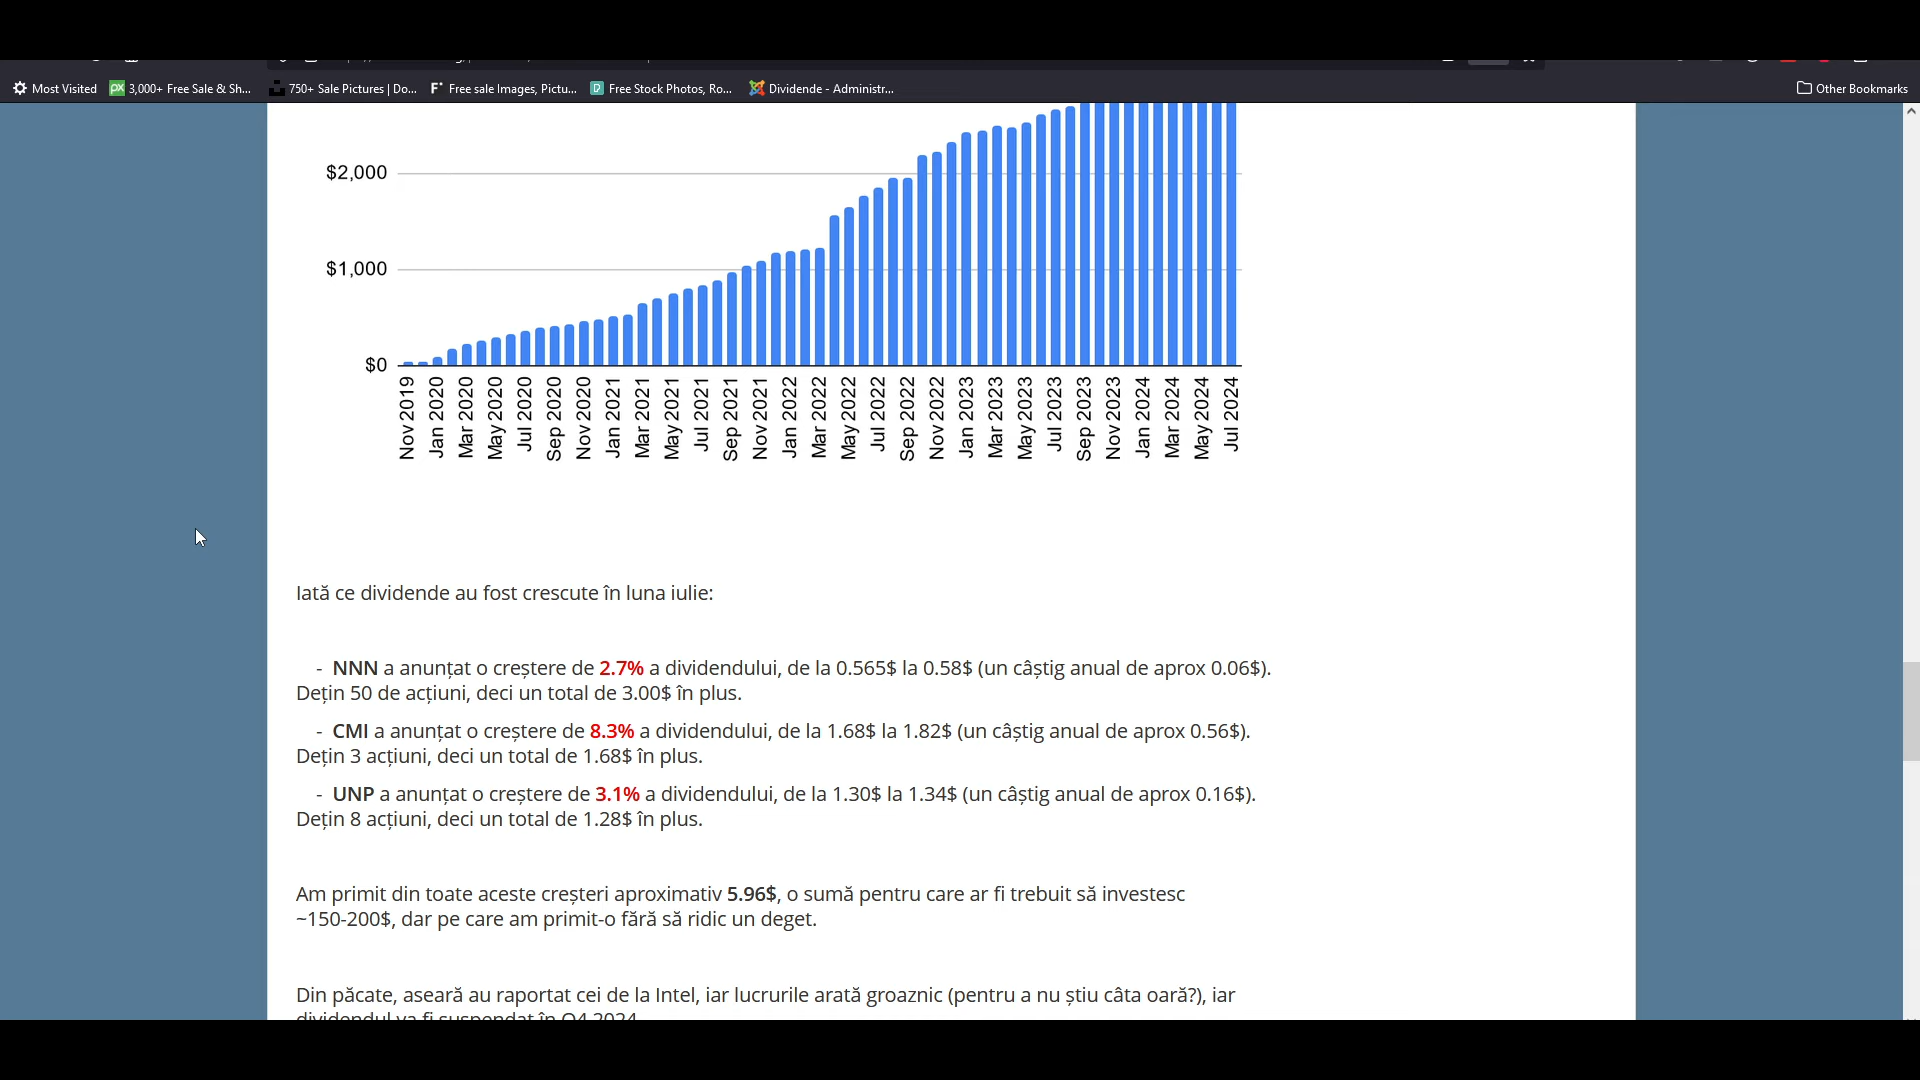 Most Visited 3,000+ Free Sale & Sh... 750+ Sale Pictures | Do... Free sale Images, Pictu... Free Stock Photos, Ro... Dividende - Administr... Other Bookmarks
$2,000
$1,000
$0
Nov 2019 Jan 2020 Mar 2020 May 2020 Jul 2020 Sep 2020 Nov 2020 Jan 2021 Mar 2021 May 2021 Jul 2021 Sep 2021 Nov 2021 Jan 2022 Mar 2022 May 2022 Jul 2022 Sep 2022 Nov 2022 Jan 2023 Mar 2023 May 2023 Jul 2023 Sep 2023 Nov 2023 Jan 2024 Mar 2024 May 2024 Jul 2024
Iată ce dividende au fost crescute în luna iulie:
- NNN a anunțat o creștere de 2.7% a dividendului, de la 0.565$ la 0.58$ (un câștig anual de aprox 0.06$).
Dețin 50 de acțiuni, deci un total de 3.00$ în plus.
- CMI a anunțat o creștere de 8.3% a dividendului, de la 1.68$ la 1.82$ (un câștig anual de aprox 0.56$).
Dețin 3 acțiuni, deci un total de 1.68$ în plus.
- UNP a anunțat o creștere de 3.1% a dividendului, de la 1.30$ la 1.34$ (un câștig anual de aprox 0.16$).
Dețin 8 acțiuni, deci un total de 1.28$ în plus.
Am primit din toate aceste creșteri aproximativ 5.96$, o sumă pentru care ar fi trebuit să investesc
~150-200$, dar pe care am primit-o fără să ridic un deget.
Din păcate, aseară au raportat cei de la Intel, iar lucrurile arată groaznic (pentru a nu știu câta oară?), iar
dividendul va fi suspendat în Q4 2024